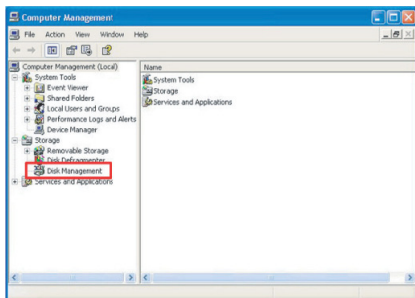 Computer Management
File Action View Window Help
Computer Management (Local)
System Tools
Event Viewer
Shared Folders
Local Users and Groups
Performance Logs and Alerts
Device Manager
Storage
Removable Storage
Disk Defragmenter
Disk Management
Services and Applications
Name
System Tools
Storage
Services and Applications